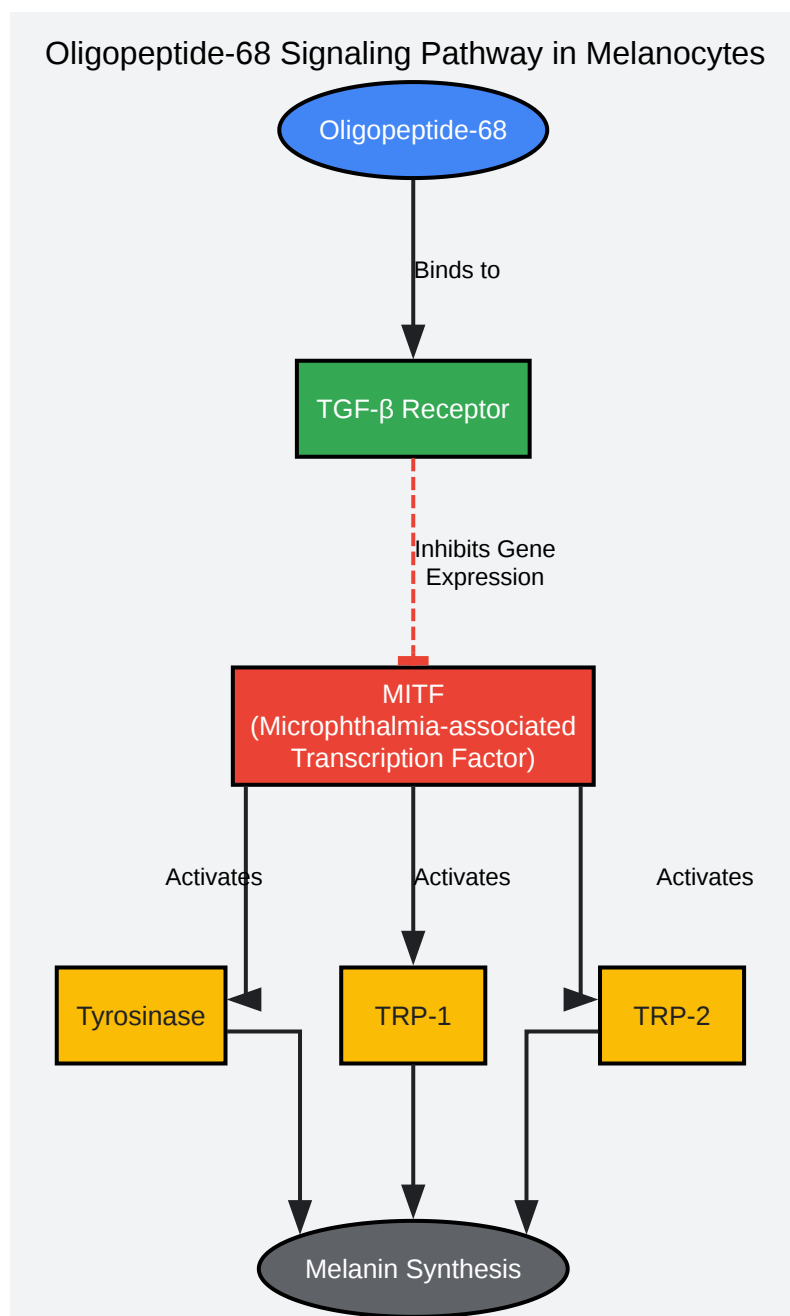 Oligopeptide-68 Signaling Pathway in Melanocytes
Oligopeptide-68
Binds to
TGF-β Receptor
Inhibits Gene
Expression
MITF
(Microphthalmia-associated
Transcription Factor)
Activates
Activates
Activates
Tyrosinase
TRP-1
TRP-2
Melanin Synthesis